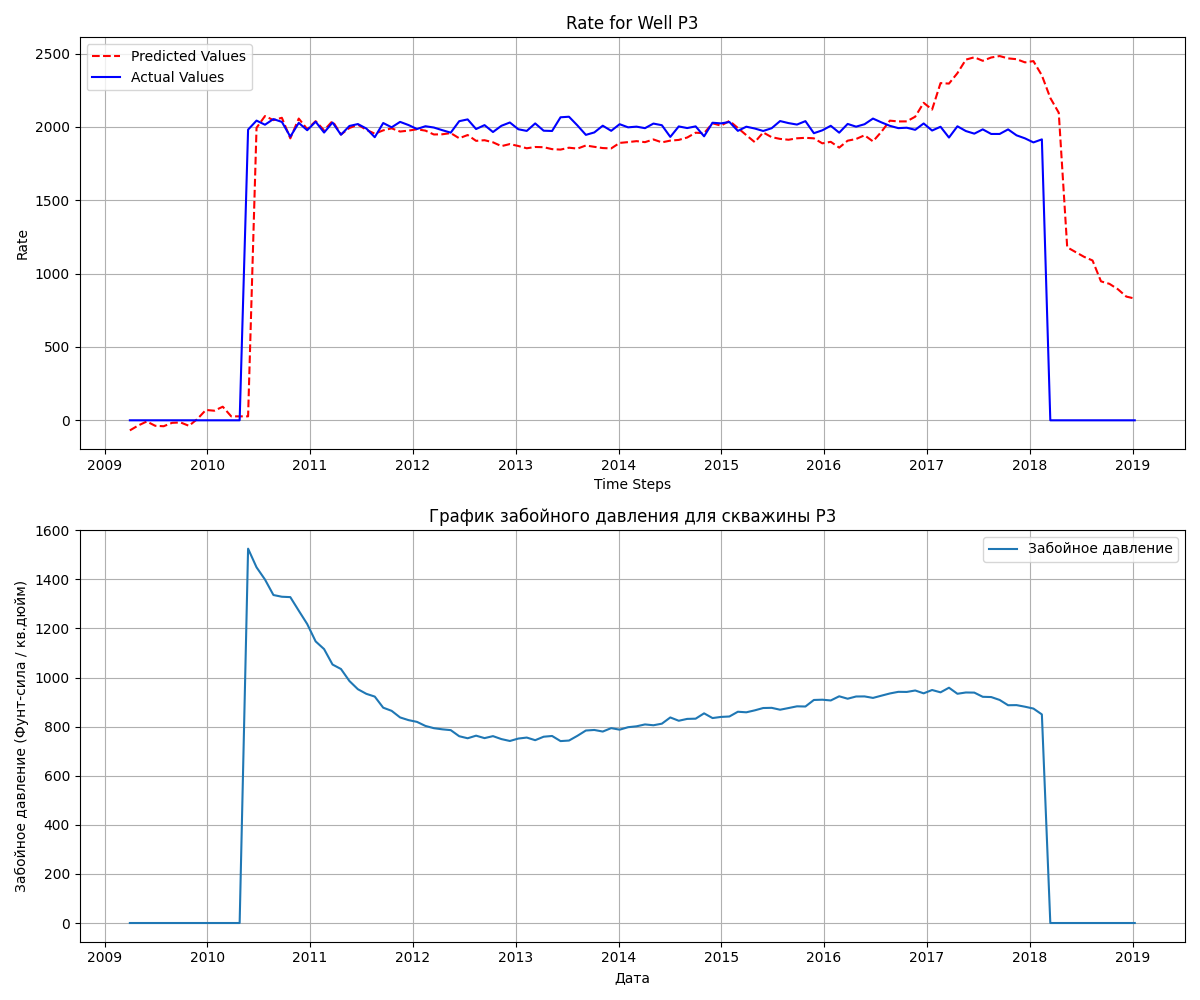 Rate for Well P3
Predicted Values
Actual Values
2500
2000
1500
1000
500
0
Rate
2009 2010 2011 2012 2013 2014 2015 2016 2017 2018 2019
Time Steps
График забойного давления для скважины P3
Забойное давление
1600
1400
1200
1000
800
600
400
200
0
Забойное давление (Фунт-сила / кв.дюйм)
2009 2010 2011 2012 2013 2014 2015 2016 2017 2018 2019
Дата